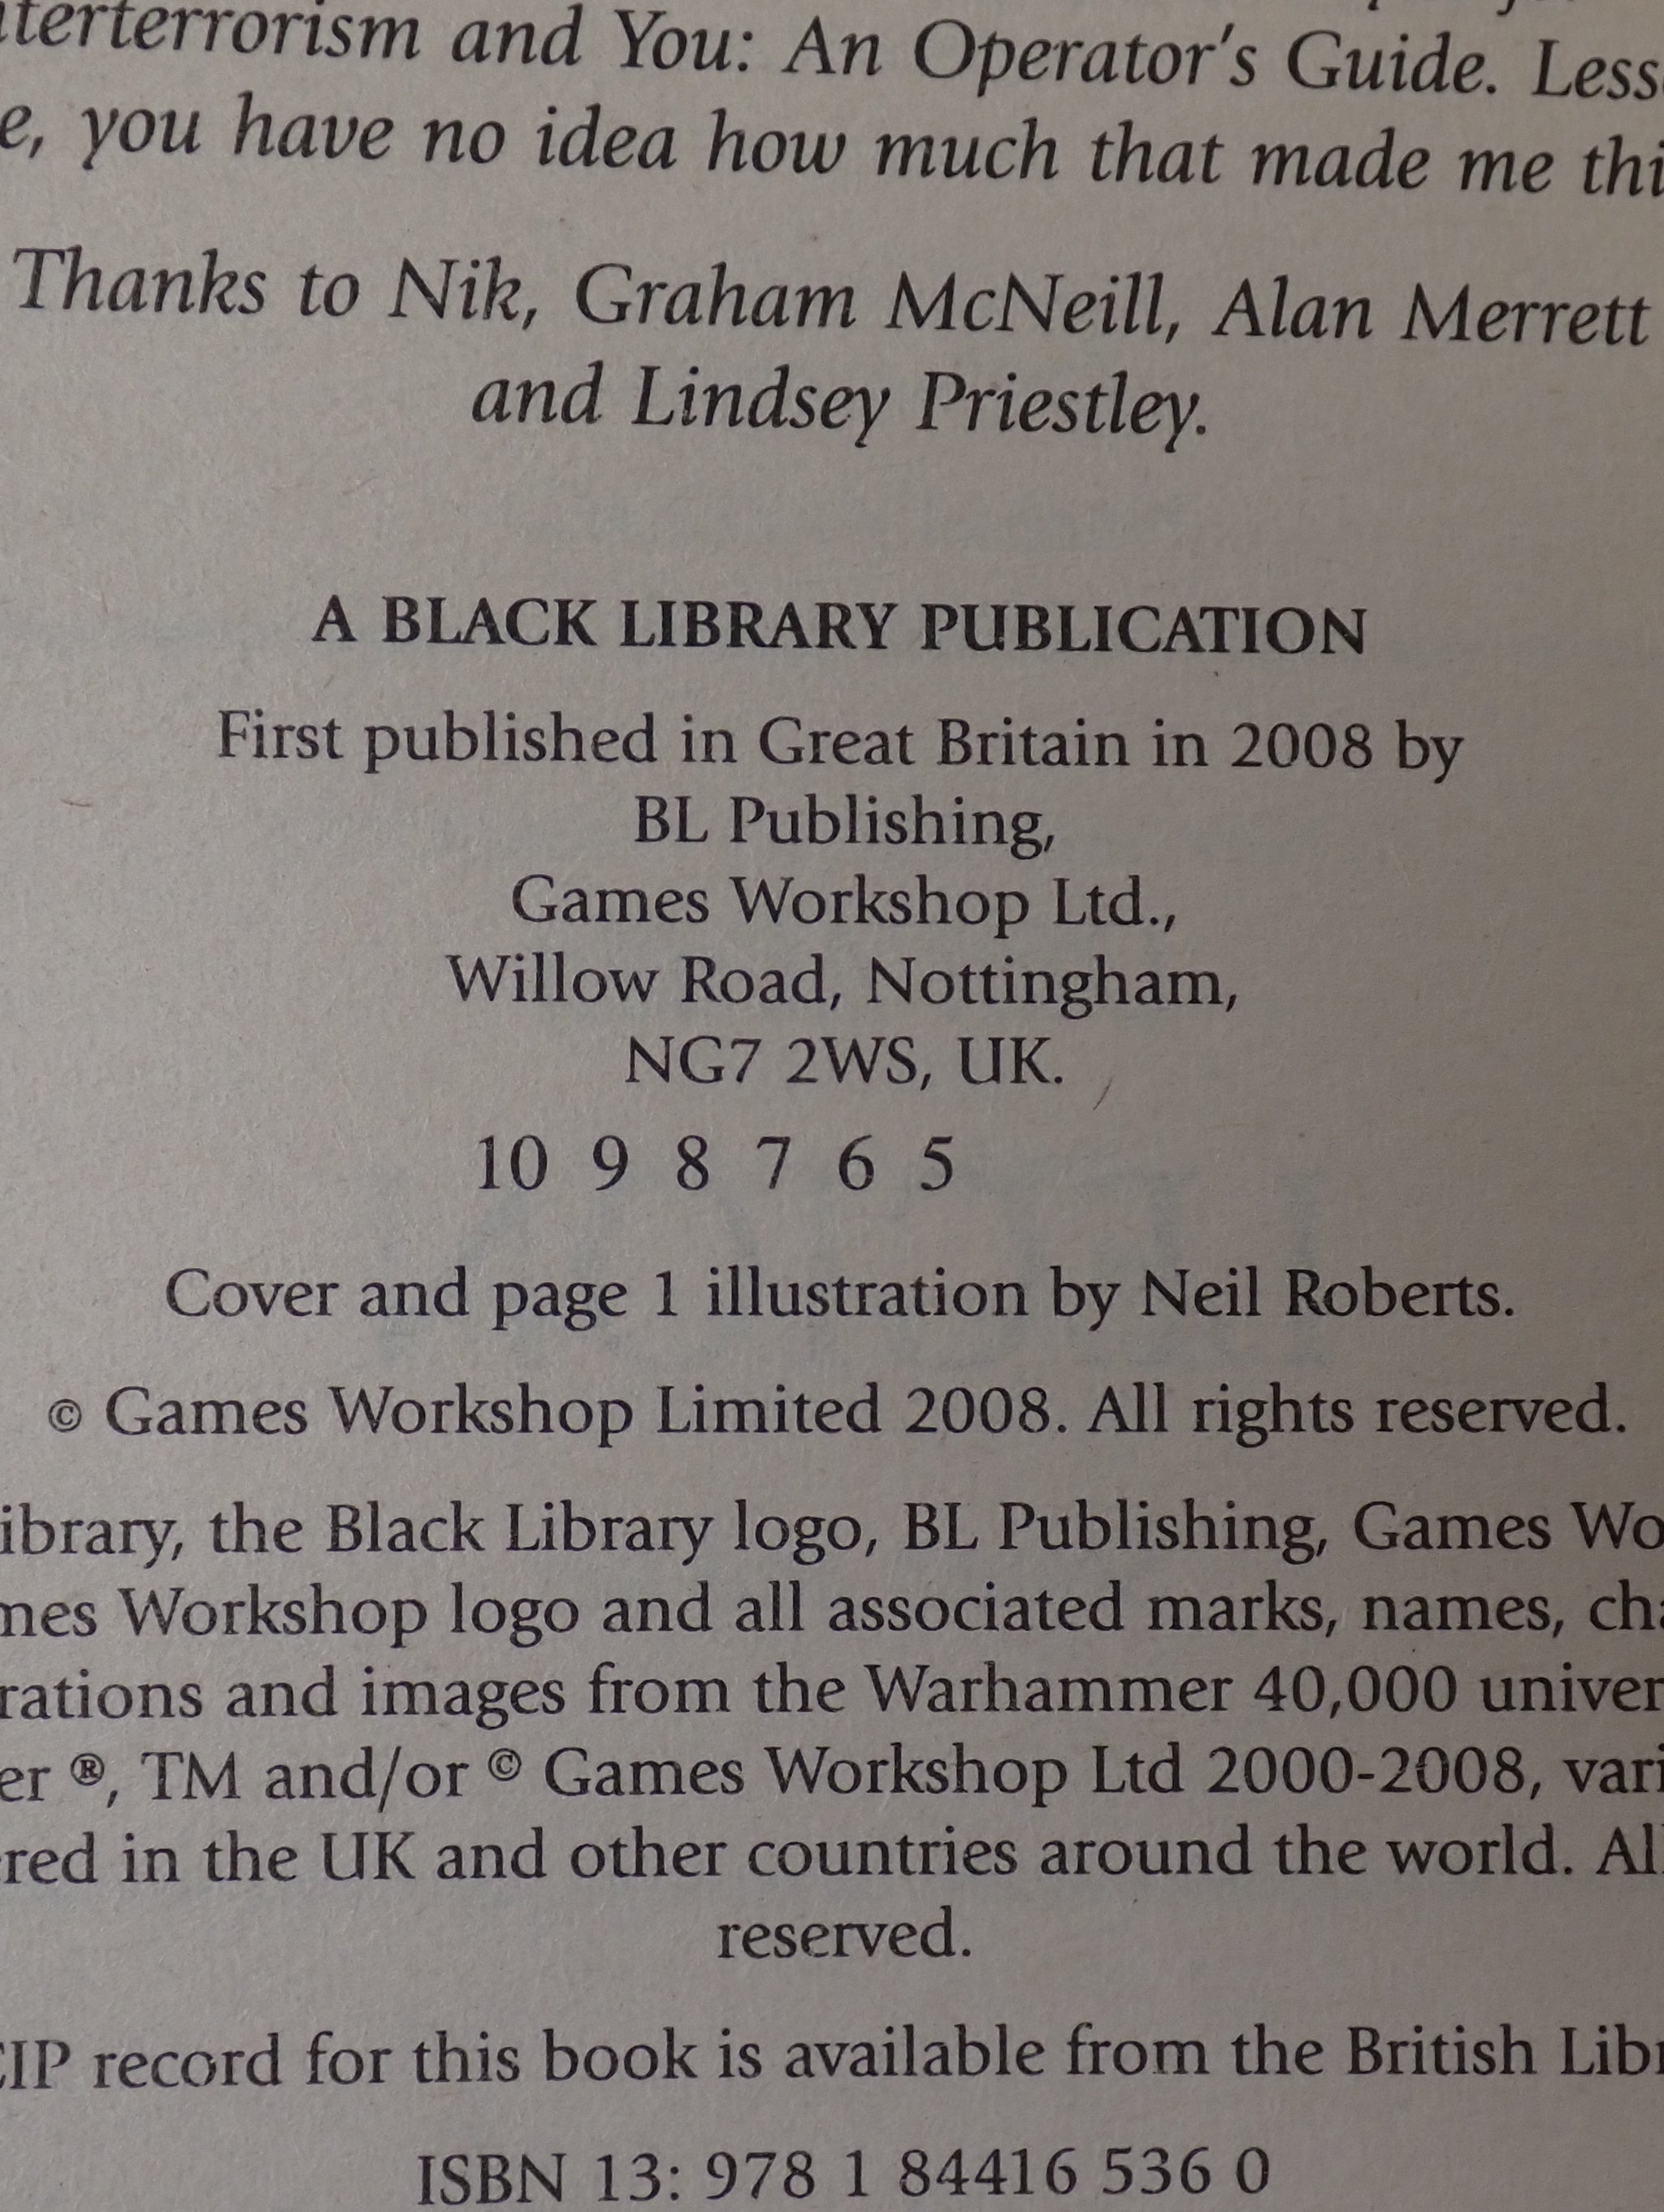 nterterrorism and You: An Operator's Guide. Less
e, you have no idea how much that made me thi
Thanks to Nik, Graham McNeill, Alan Merrett
and Lindsey Priestley.
A BLACK LIBRARY PUBLICATION
First published in Great Britain in 2008 by
BL Publishing,
Games Workshop Ltd.,
Willow Road, Nottingham,
NG7 2WS, UK.
10 9 8 7 6 5
Cover and page 1 illustration by Neil Roberts.
© Games Workshop Limited 2008. All rights reserved.
ibrary, the Black Library logo, BL Publishing, Games Wo
mes Workshop logo and all associated marks, names, cha
rations and images from the Warhammer 40,000 univer
er ®, TM and/or © Games Workshop Ltd 2000-2008, vari
red in the UK and other countries around the world. All
reserved.
CIP record for this book is available from the British Libr
ISBN 13: 978 1 84416 536 0